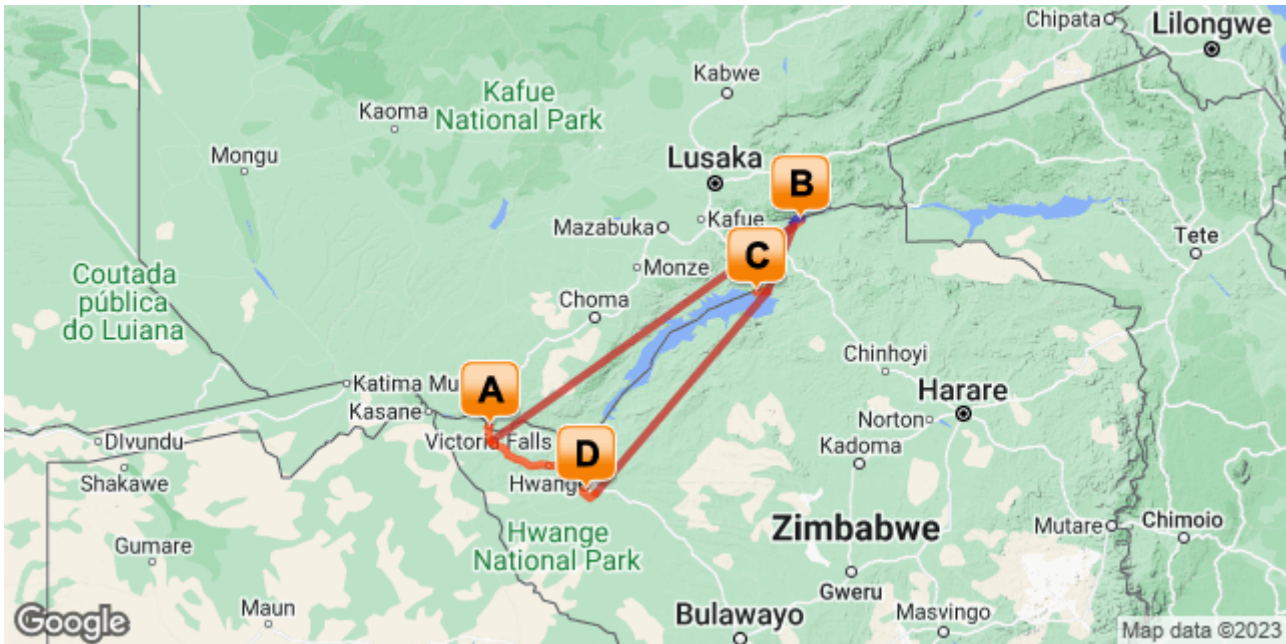 Chipata
Lilongwe
Kabwe
Kafue
National Park
Kaoma
Mongu
Lusaka
B
Kafue
Mazabuka
Tete
Monze
C
Coutada
pública
do Luiana
Choma
Chinhoyi
A
Katima Mu
Harare
Kasane
Norton
DIvundu
Victoria Falls
Kadoma
D
Shakawe
Hwange
Zimbabwe
Mutare
Chimoio
Hwange
National Park
Gumare
Gweru
Maun
Bulawayo
Masvingo
Google
Map data ©2023